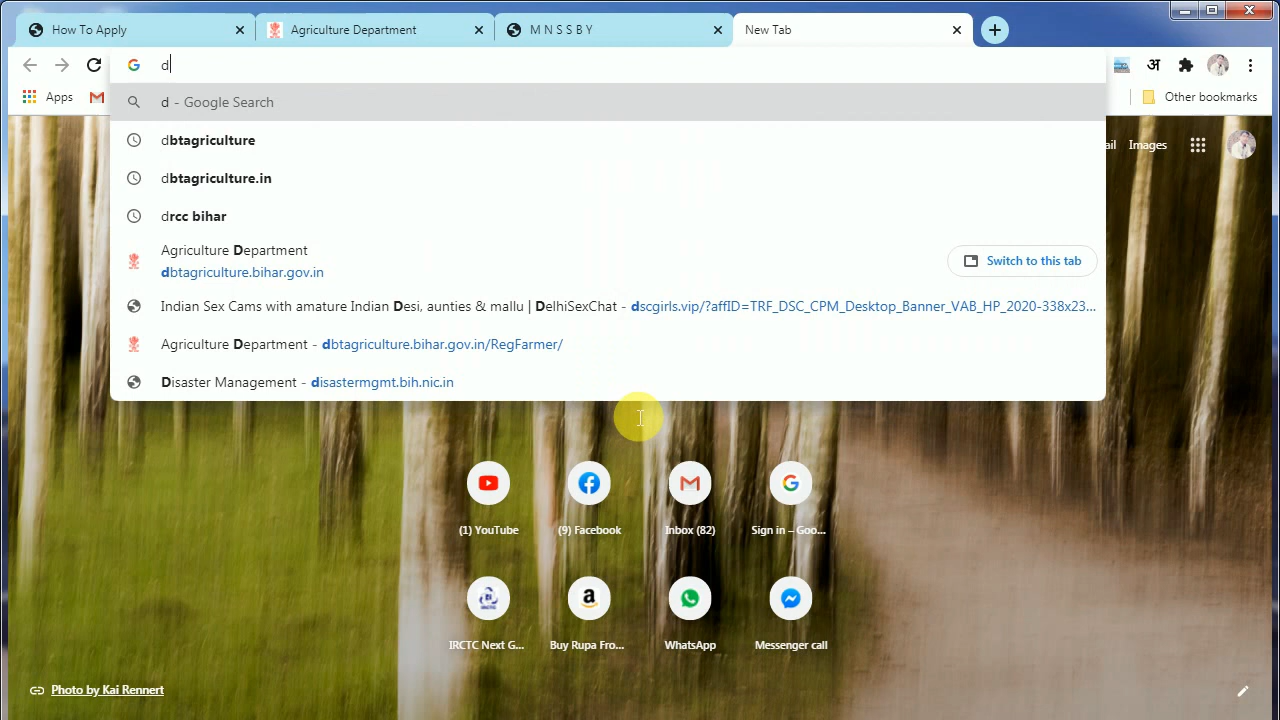 How To Apply
Agriculture Department
M N S S B Y
New Tab
d
अ
Apps
Other bookmarks
d - Google Search
dbtagriculture
dbtagriculture.in
drcc bihar
Agriculture Department
dbtagriculture.bihar.gov.in
Switch to this tab
Indian Sex Cams with amature Indian Desi, aunties & mallu | DelhiSexChat - dscgirls.vip/?affID=TRF_DSC_CPM_Desktop_Banner_VAB_HP_2020-338x23...
Agriculture Department - dbtagriculture.bihar.gov.in/RegFarmer/
Disaster Management - disastermgmt.bih.nic.in
ail
Images
(1) YouTube
(9) Facebook
Inbox (82)
Sign in – Goo...
IRCTC Next G...
Buy Rupa Fro...
WhatsApp
Messenger call
Photo by Kai Rennert